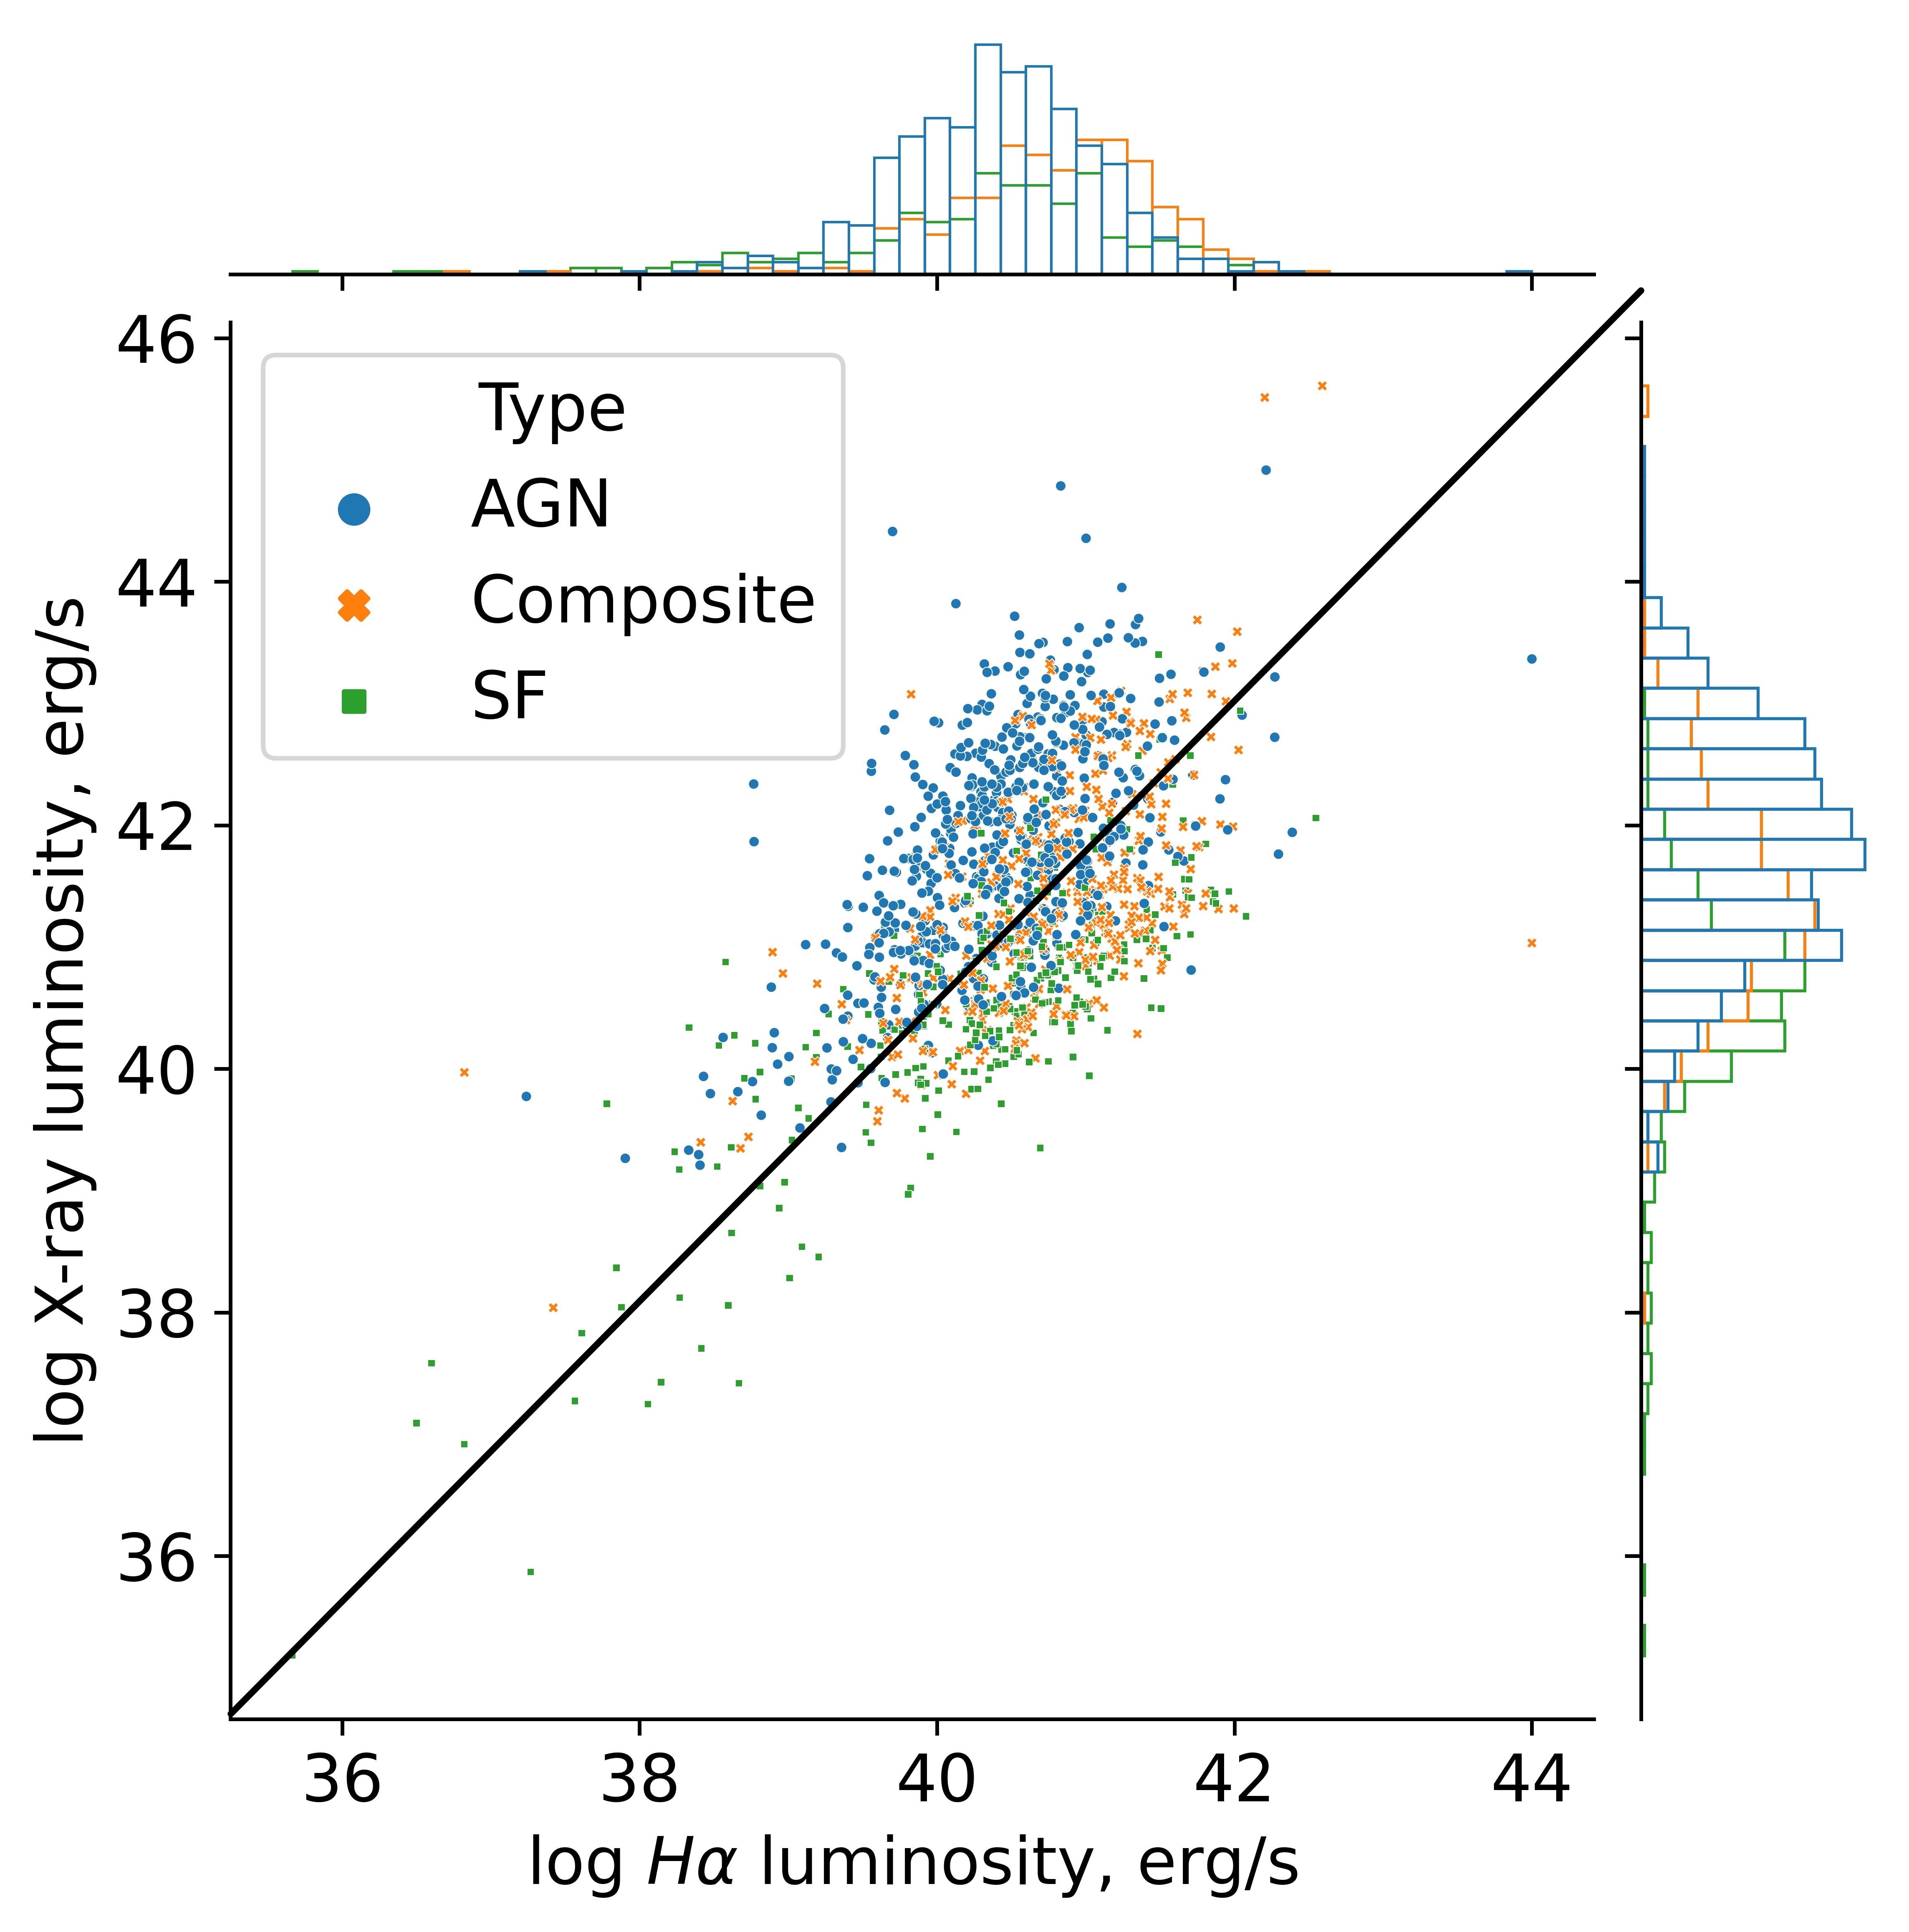 46
44
42
40
38
36
log X-ray luminosity, erg/s
Type
AGN
Composite
SF
36
38
40
42
44
log Hα luminosity, erg/s